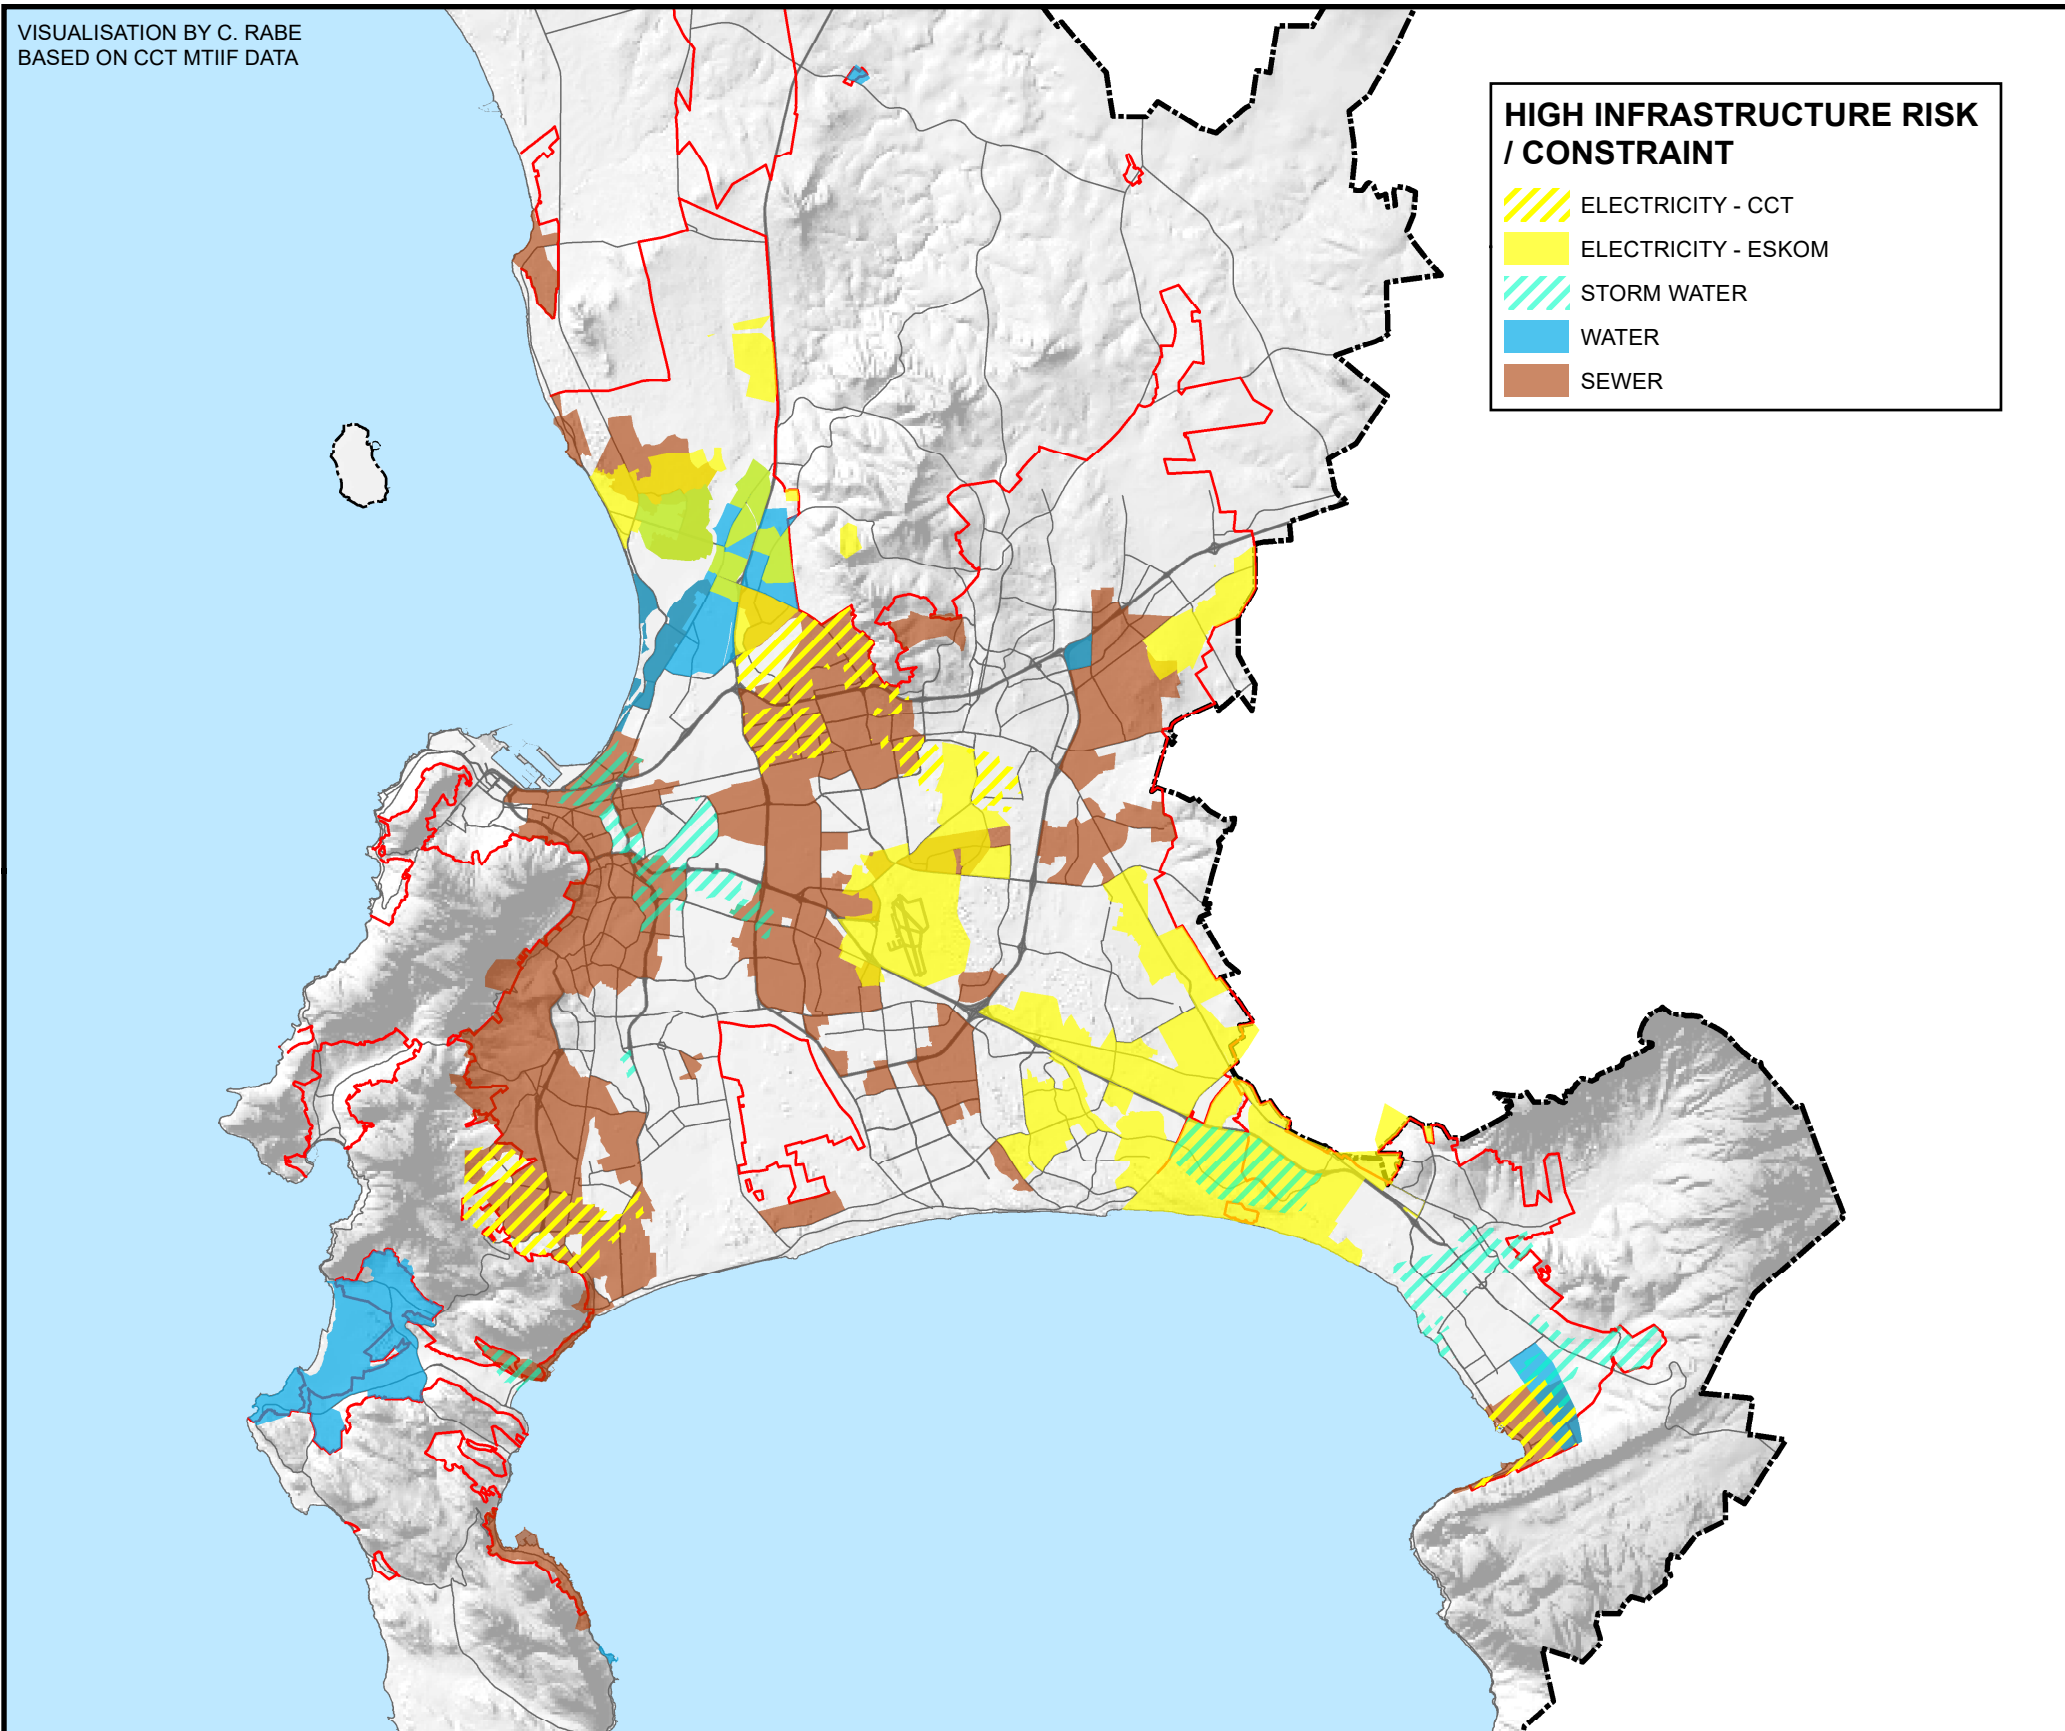 VISUALISATION BY C. RABE
BASED ON CCT MTIIF DATA
HIGH INFRASTRUCTURE RISK
/ CONSTRAINT
ELECTRICITY - CCT
ELECTRICITY - ESKOM
STORM WATER
WATER
SEWER